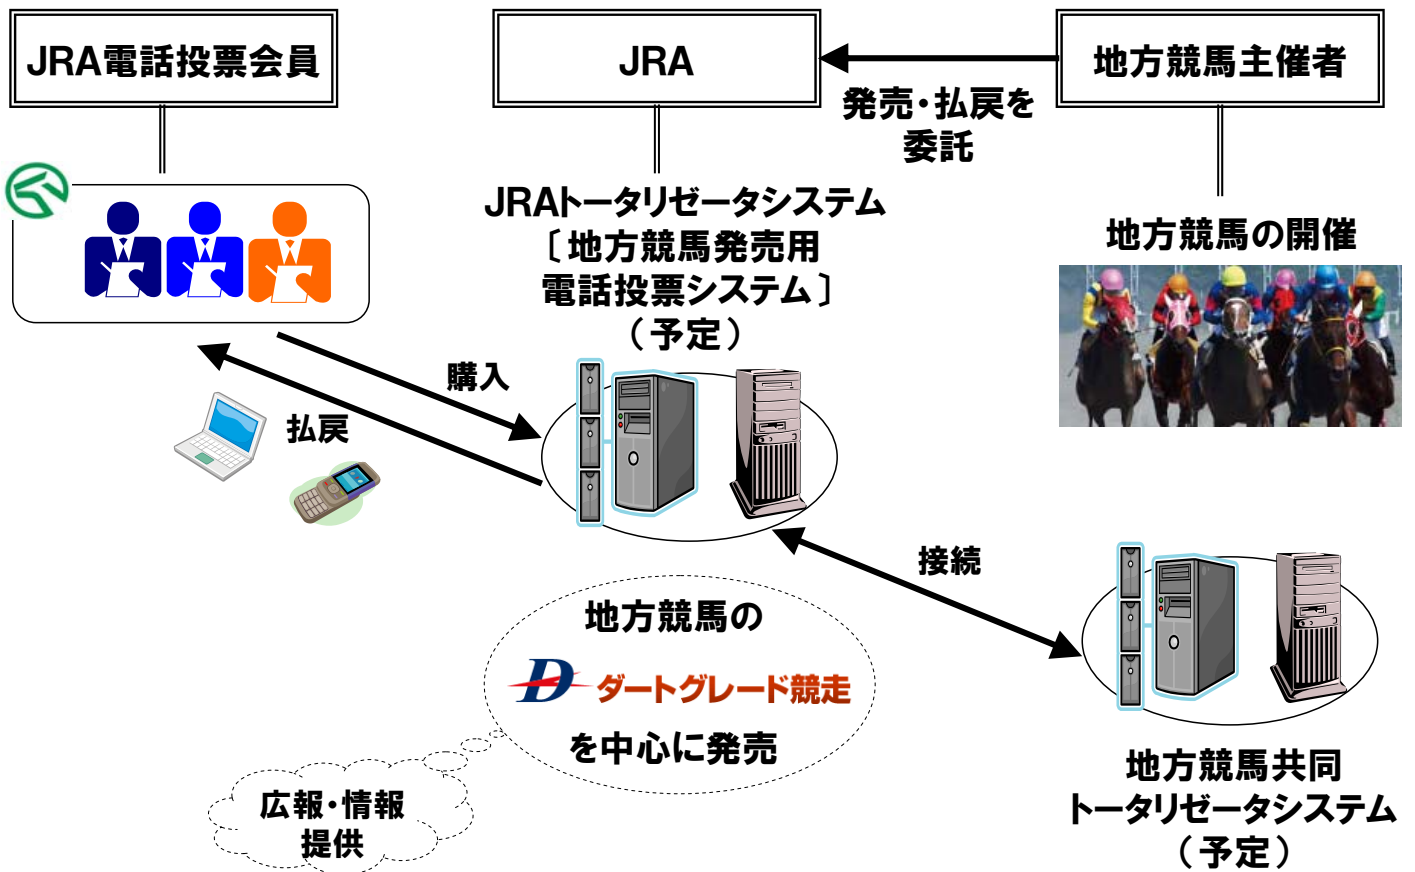 JRA電話投票会員
JRA
地方競馬主催者
発売・払戻を
委託
JRAトータリゼータシステム
［地方競馬発売用
電話投票システム］
（予定）
地方競馬の開催
購入
払戻
接続
地方競馬の
D ダートグレード競走
を中心に発売
広報・情報
提供
地方競馬共同
トータリゼータシステム
（予定）